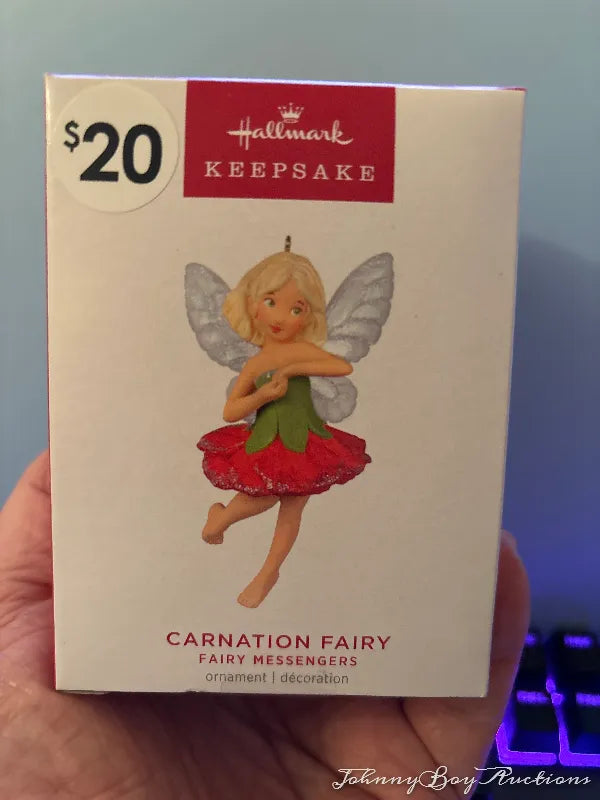 $20
Hallmark
KEEPSAKE
CARNATION FAIRY
FAIRY MESSENGERS
ornament | décoration
JohnnyBoy Auctions